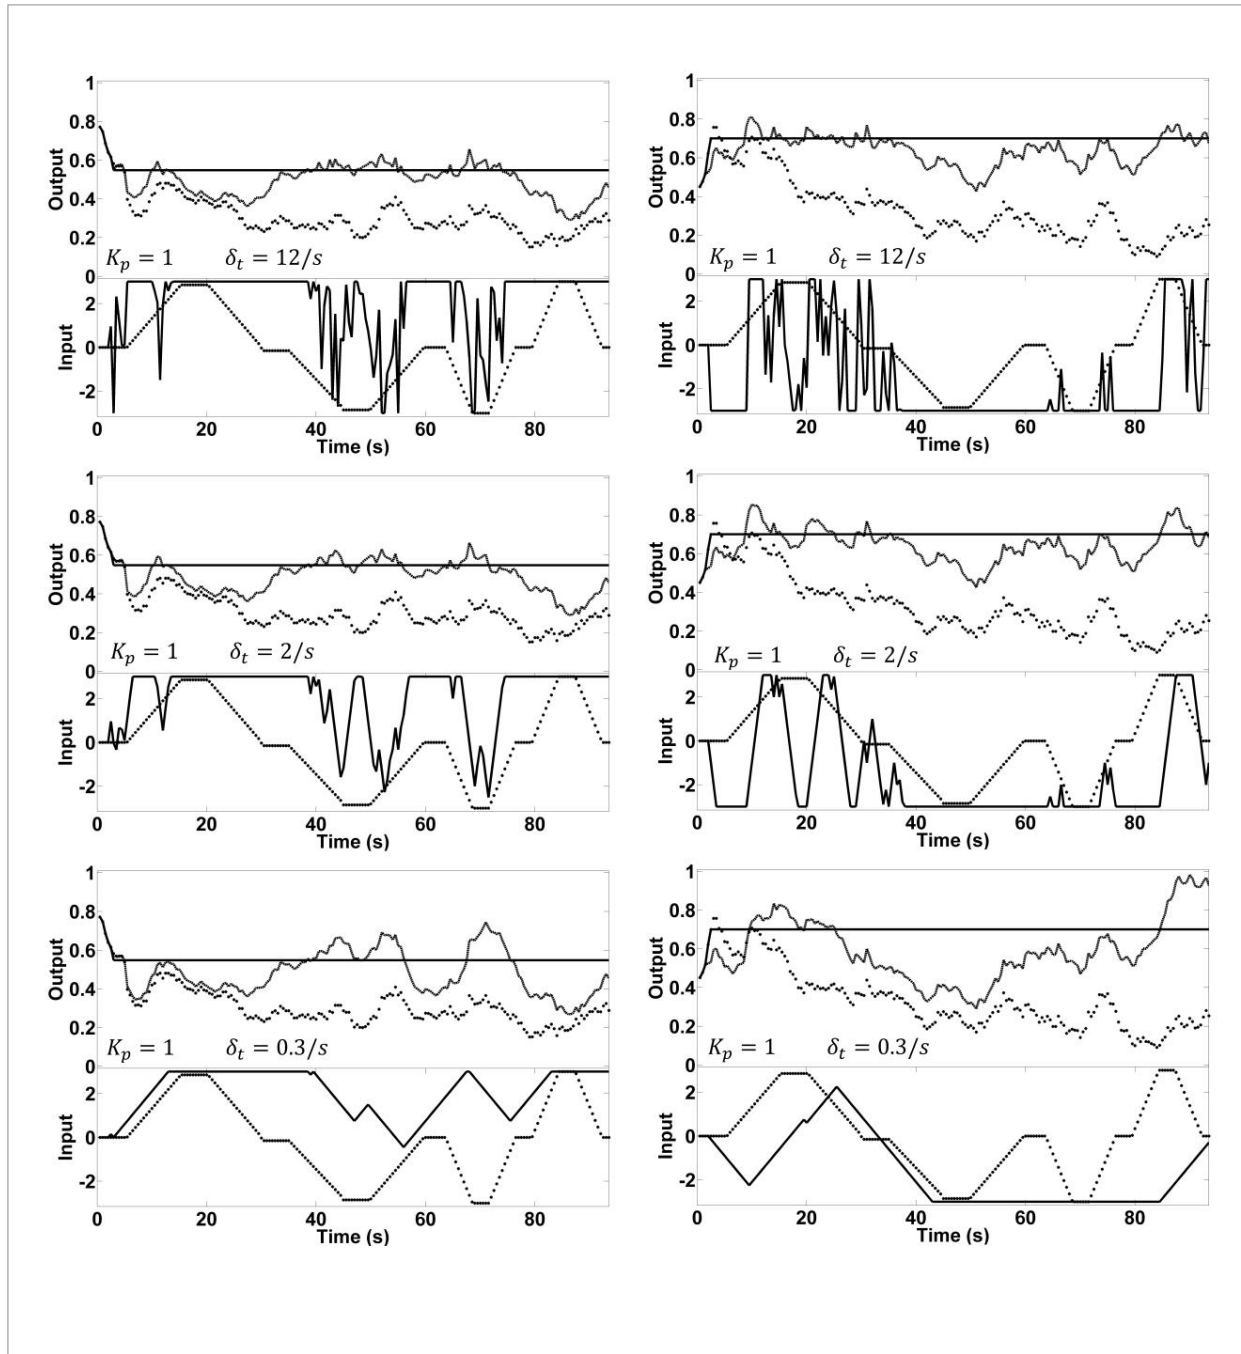 1
0.8
0.6
0.4
0.2
0
Output
K_p = 1 δ_t = 12/s
2
0
-2
Input
0 20 40 60 80
Time (s)
1
0.8
0.6
0.4
0.2
0
Output
K_p = 1 δ_t = 12/s
2
0
-2
Input
0 20 40 60 80
Time (s)
1
0.8
0.6
0.4
0.2
0
Output
K_p = 1 δ_t = 2/s
2
0
-2
Input
0 20 40 60 80
Time (s)
1
0.8
0.6
0.4
0.2
0
Output
K_p = 1 δ_t = 2/s
2
0
-2
Input
0 20 40 60 80
Time (s)
1
0.8
0.6
0.4
0.2
0
Output
K_p = 1 δ_t = 0.3/s
2
0
-2
Input
0 20 40 60 80
Time (s)
1
0.8
0.6
0.4
0.2
0
Output
K_p = 1 δ_t = 0.3/s
2
0
-2
Input
0 20 40 60 80
Time (s)